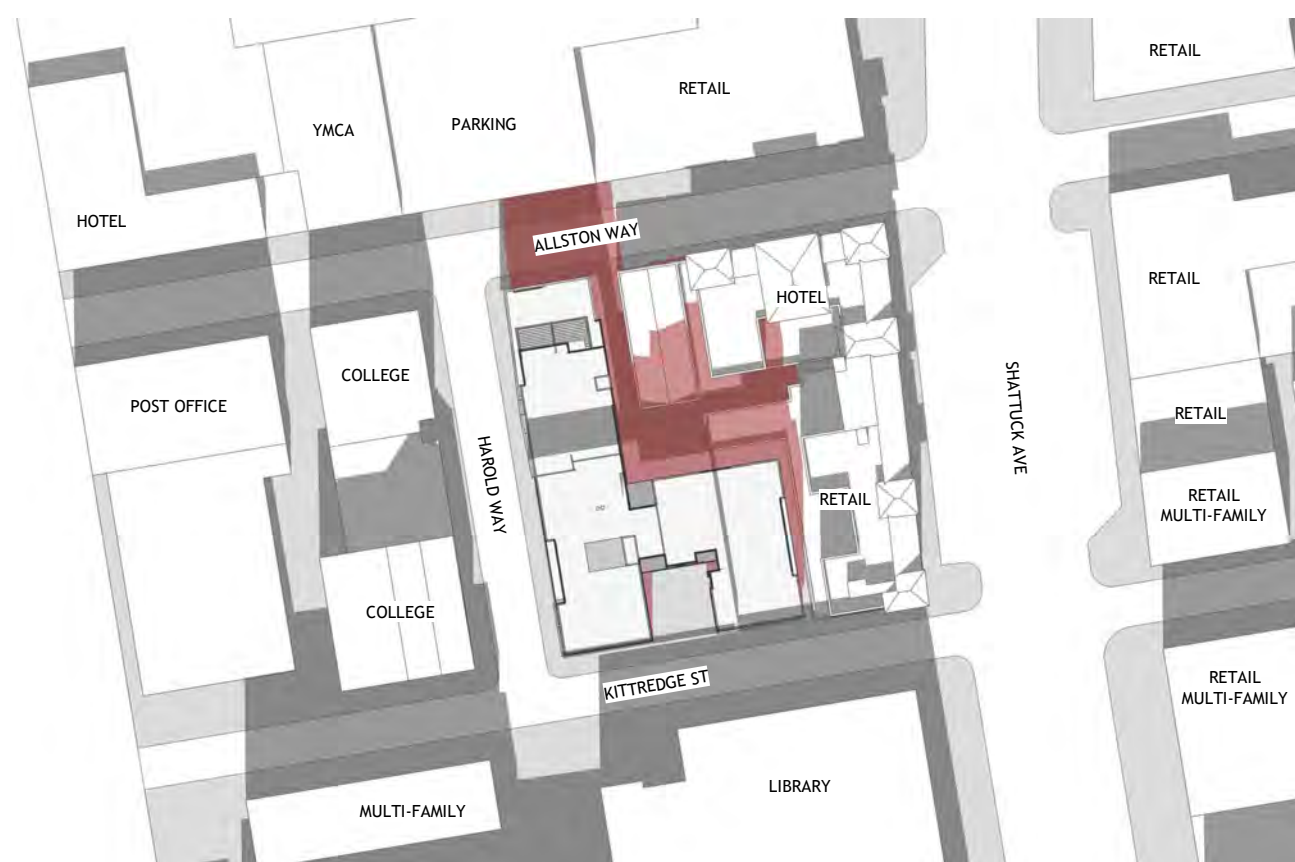 RETAIL
RETAIL
YMCA
PARKING
HOTEL
ALLSTON WAY
RETAIL
HOTEL
COLLEGE
POST OFFICE
SHATTUCK AVE
RETAIL
HAROLD WAY
RETAIL
RETAIL
MULTI-FAMILY
COLLEGE
KITTREDGE ST
RETAIL
MULTI-FAMILY
LIBRARY
MULTI-FAMILY